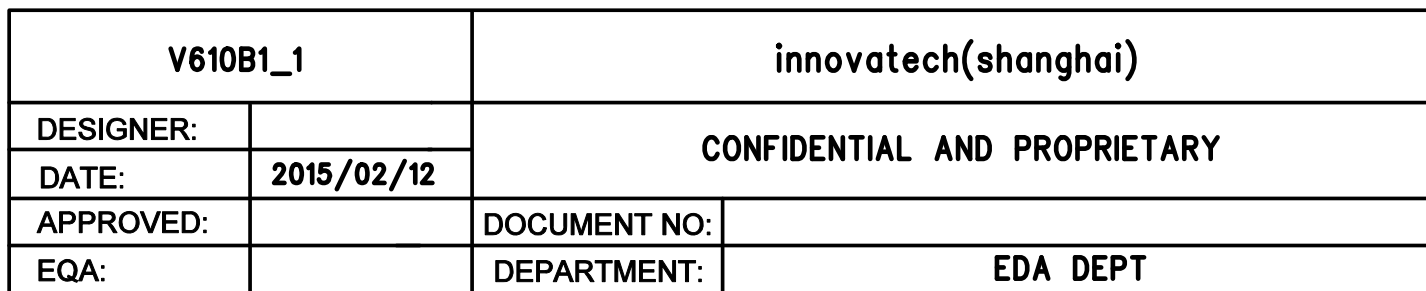 V610B1_1
innovatech(shanghai)
DESIGNER:
CONFIDENTIAL AND PROPRIETARY
DATE: 2015/02/12
APPROVED: DOCUMENT NO:
EQA: DEPARTMENT: EDA DEPT